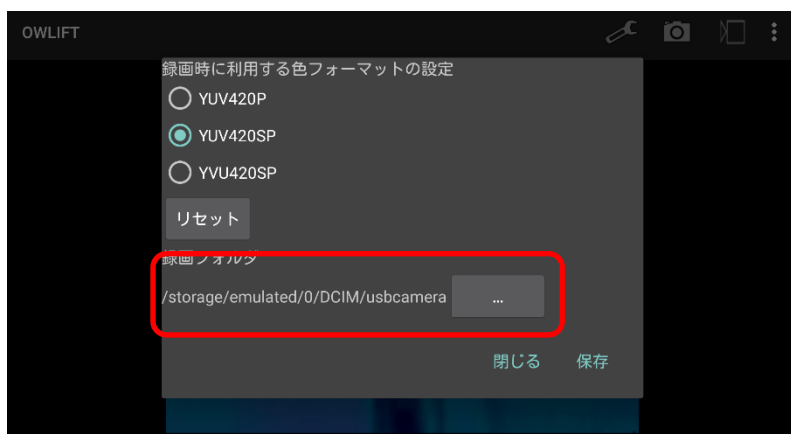 OWLIFT
録画時に利用する色フォーマットの設定
YUV420P
YUV420SP
YVU420SP
リセット
録画フォルダ
/storage/emulated/0/DCIM/usbcamera ...
閉じる 保存